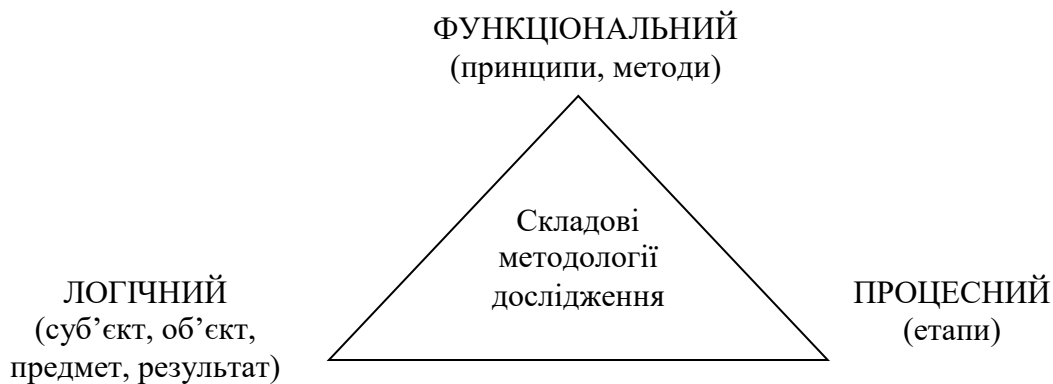 ФУНКЦІОНАЛЬНИЙ
(принципи, методи)
Складові
методології
дослідження
ЛОГІЧНИЙ
(суб’єкт, об’єкт,
предмет, результат)
ПРОЦЕСНИЙ
(етапи)